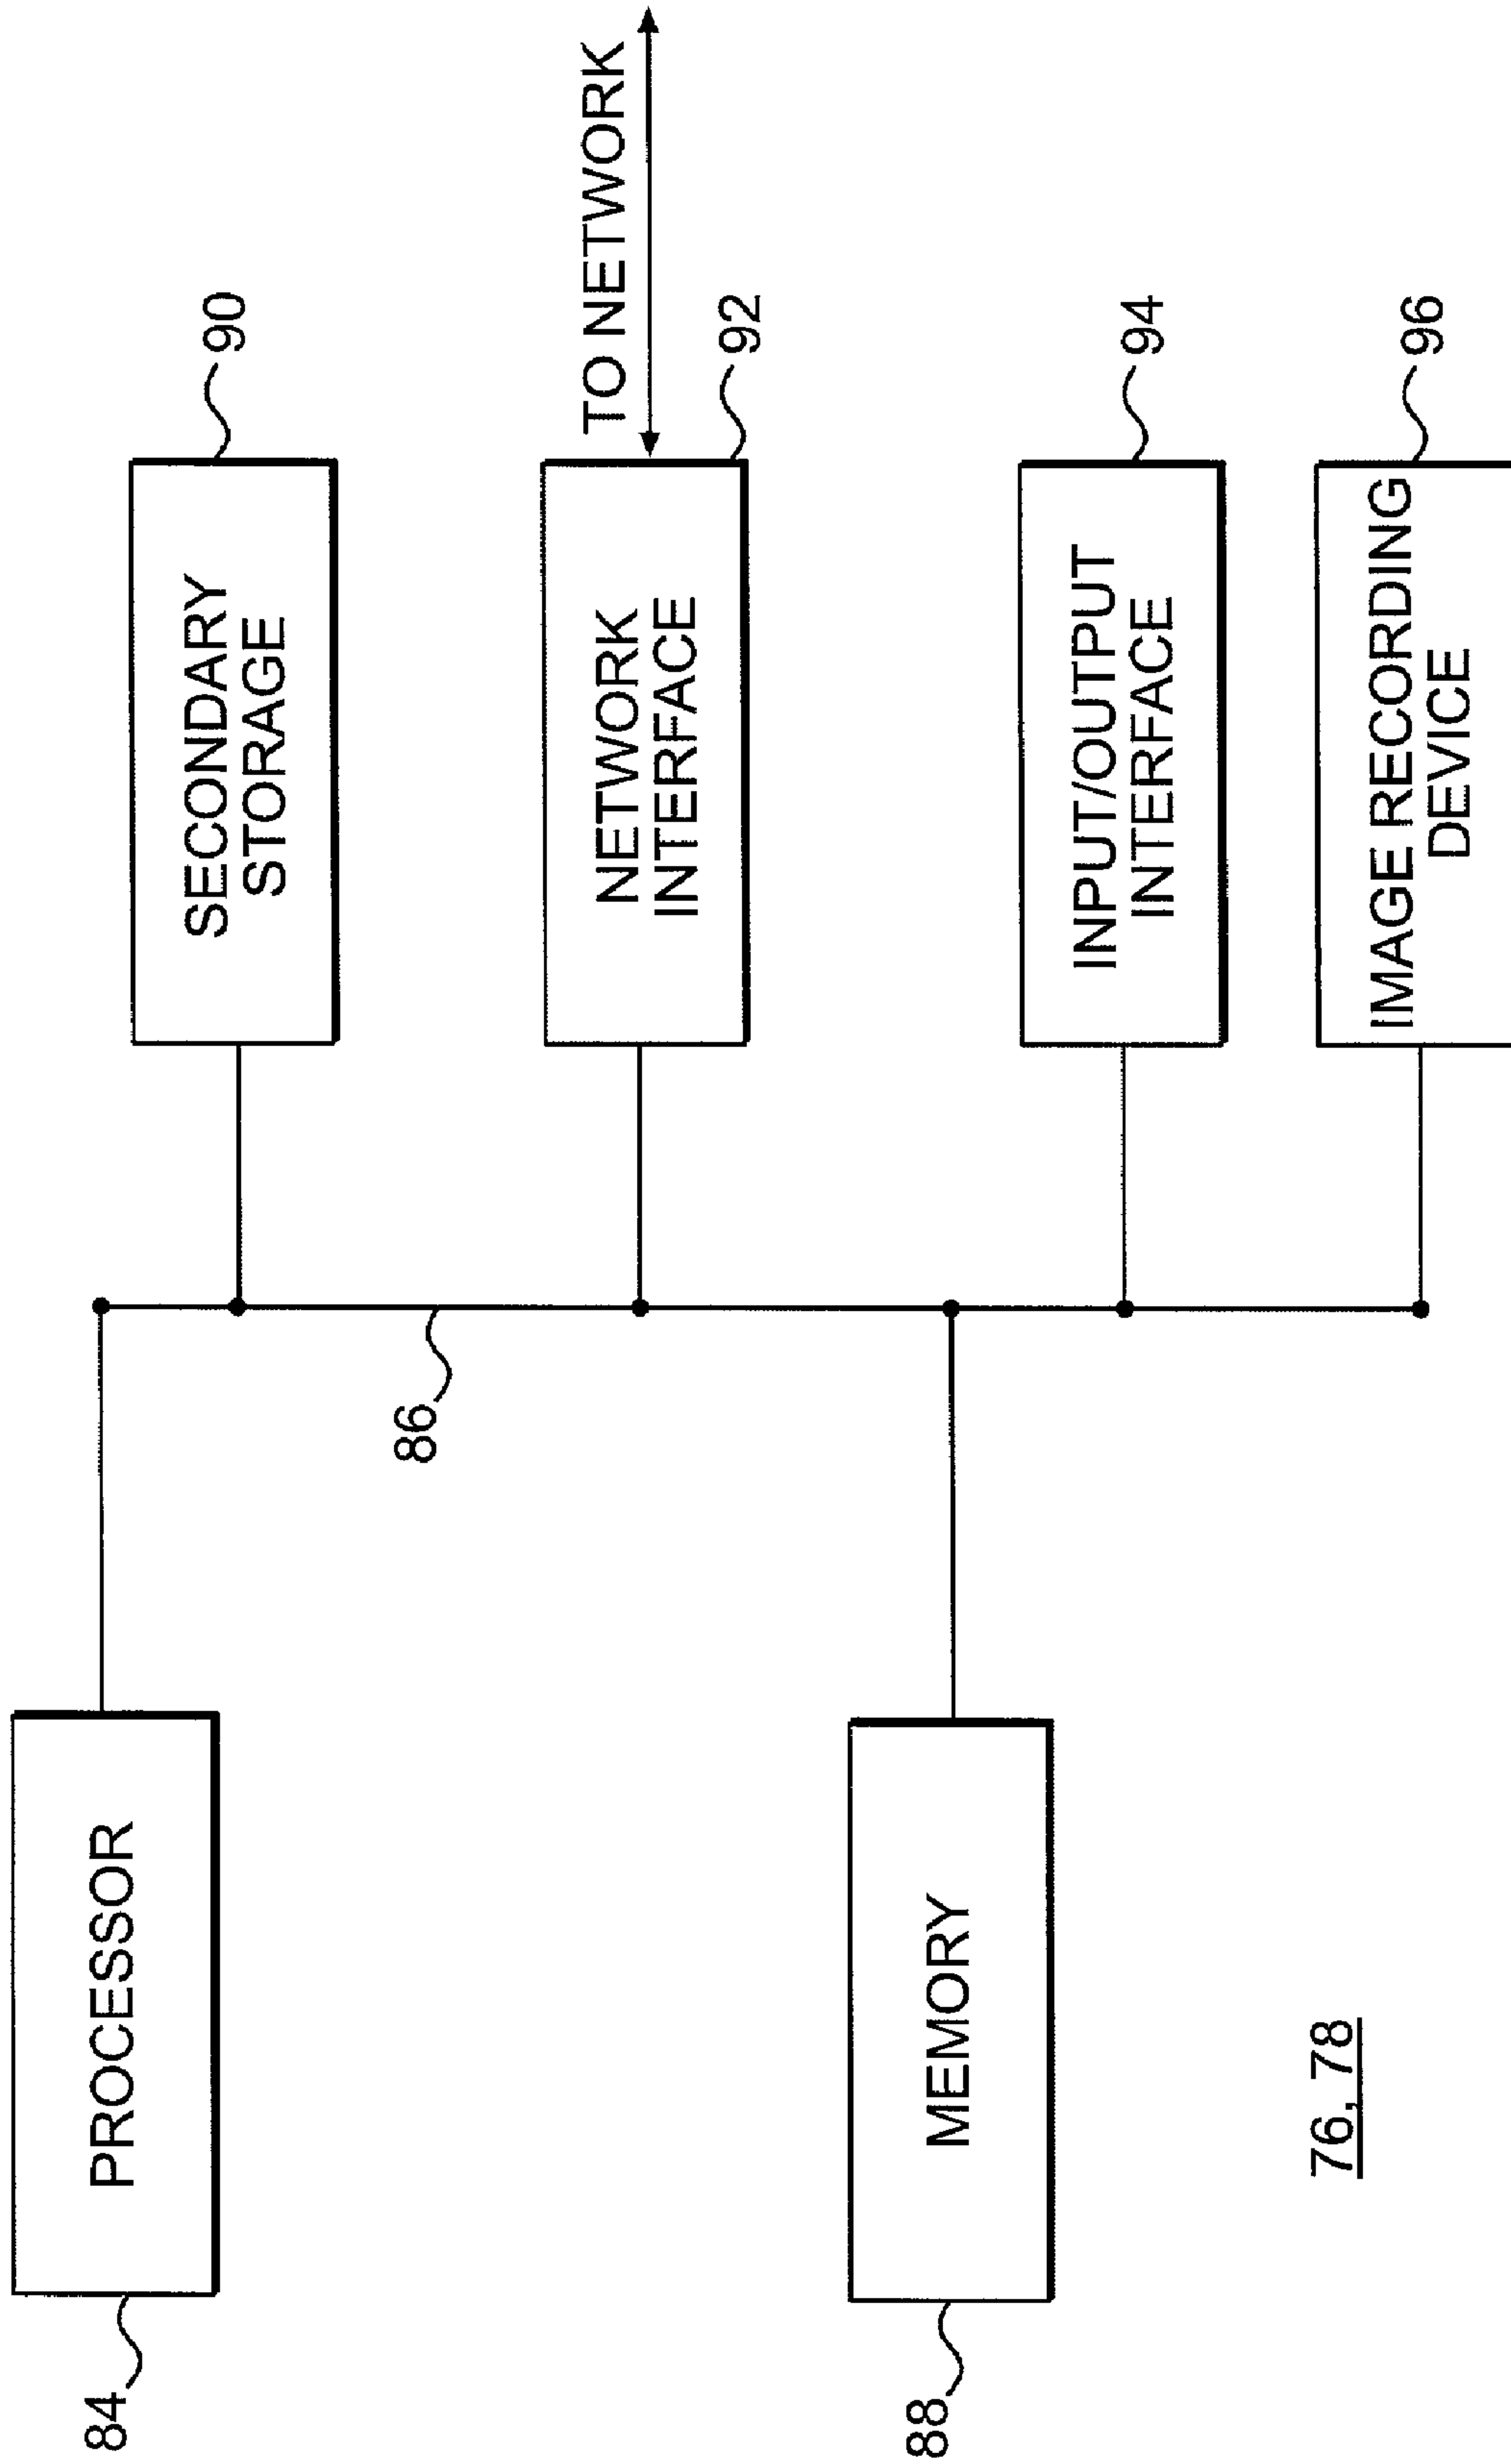 84
PROCESSOR
86
SECONDARY
STORAGE
90
TO NETWORK
NETWORK
INTERFACE
92
88
MEMORY
INPUT/OUTPUT
INTERFACE
94
IMAGE RECORDING
DEVICE
96
76, 78